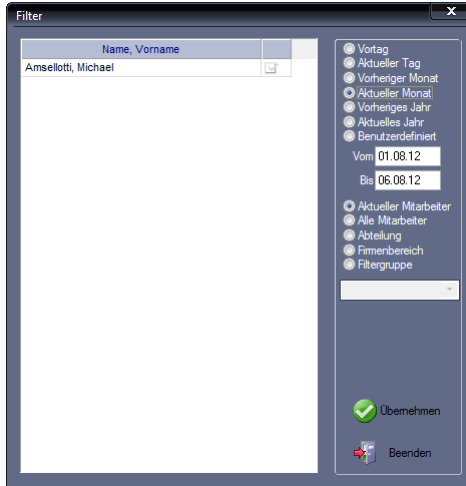 Filter
x
Name, Vorname
Amsellotti, Michael
Vortag
Aktueller Tag
Vorheriger Monat
Aktueller Monat
Vorheriges Jahr
Aktuelles Jahr
Benutzerdefiniert
Vom 01.08.12
Bis 06.08.12
Aktueller Mitarbeiter
Alle Mitarbeiter
Abteilung
Firmenbereich
Filtergruppe
Übernehmen
Beenden